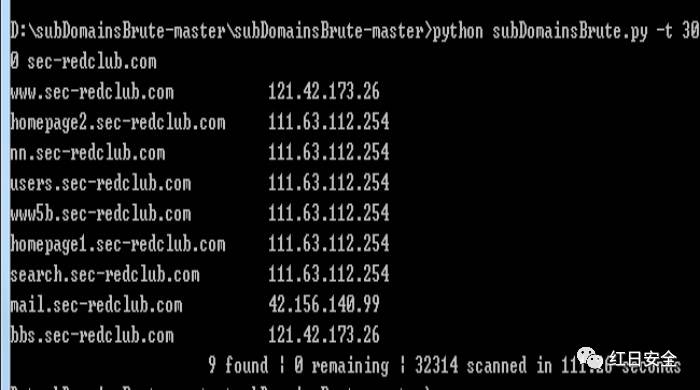 D:\subDomainsBrute-master\subDomainsBrute-master>python subDomainsBrute.py -t 30
0 sec-redclub.com
www.sec-redclub.com 121.42.173.26
homepage2.sec-redclub.com 111.63.112.254
nn.sec-redclub.com 111.63.112.254
users.sec-redclub.com 111.63.112.254
www5b.sec-redclub.com 111.63.112.254
homepage1.sec-redclub.com 111.63.112.254
search.sec-redclub.com 111.63.112.254
mail.sec-redclub.com 42.156.140.99
bbs.sec-redclub.com 121.42.173.26
9 found | 0 remaining | 32314 scanned in seconds
红日安全